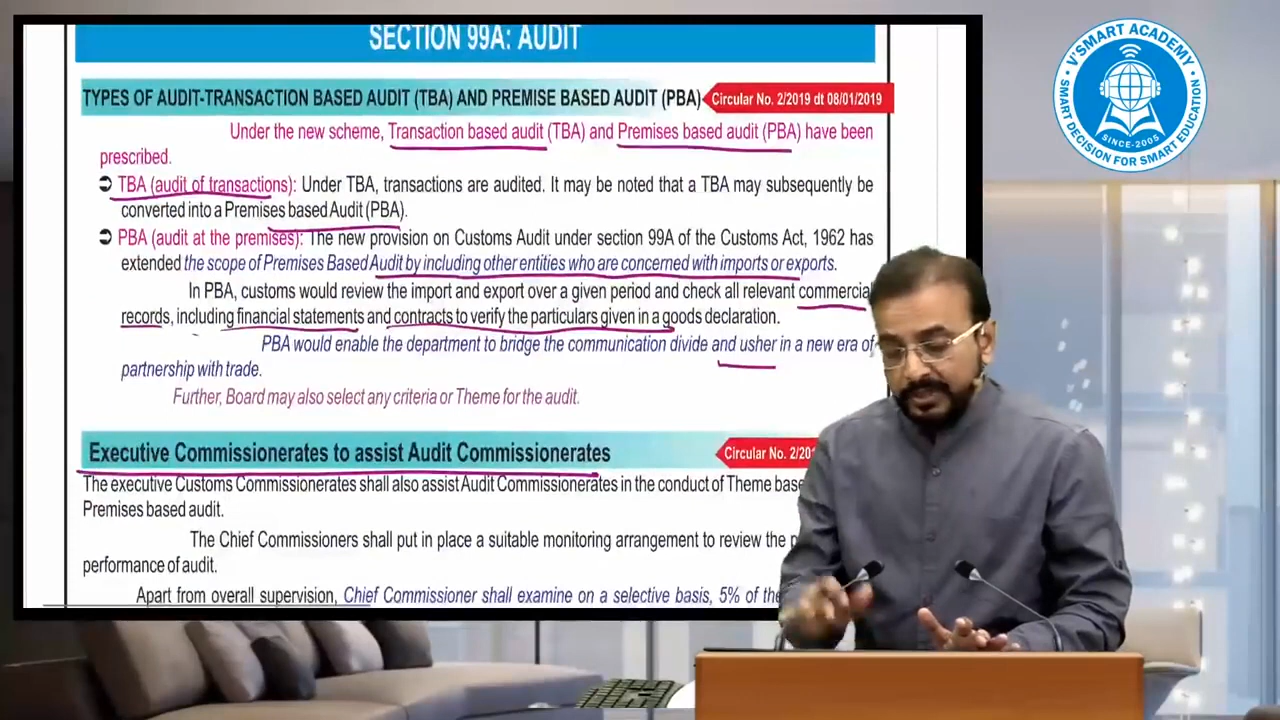 SECTION 99A: AUDIT
TYPES OF AUDIT-TRANSACTION BASED AUDIT (TBA) AND PREMISE BASED AUDIT (PBA)
Circular No. 2/2019 dt 08/01/2019
Under the new scheme, Transaction based audit (TBA) and Premises based audit (PBA) have been
prescribed.
➲ TBA (audit of transactions): Under TBA, transactions are audited. It may be noted that a TBA may subsequently be
converted into a Premises based Audit (PBA).
➲ PBA (audit at the premises): The new provision on Customs Audit under section 99A of the Customs Act, 1962 has
extended the scope of Premises Based Audit by including other entities who are concerned with imports or exports.
In PBA, customs would review the import and export over a given period and check all relevant commercial
records, including financial statements and contracts to verify the particulars given in a goods declaration.
PBA would enable the department to bridge the communication divide and usher in a new era of
partnership with trade.
Further, Board may also select any criteria or Theme for the audit.
Executive Commissionerates to assist Audit Commissionerates
Circular No.
The executive Customs Commissionerates shall also assist Audit Commissionerates in the conduct of Theme
Premises based audit.
The Chief Commissioners shall put in place a suitable monitoring arrangement to review the
performance of audit.
Apart from overall supervision, Chief Commissioner shall examine on a selective basis, 5% of the
V'SMART ACADEMY
SINCE-2005
SMART DECISION FOR SMART EDUCATION